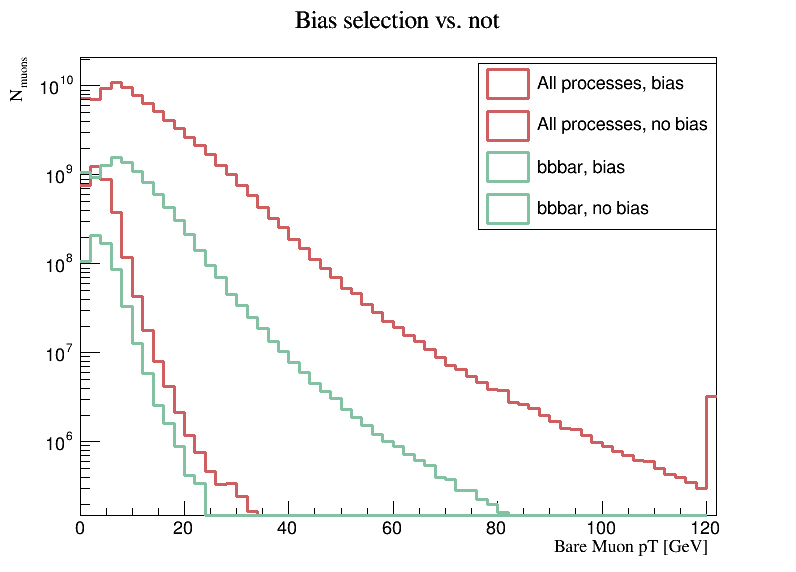 Bias selection vs. not
N_muons
10^10
10^9
10^8
10^7
10^6
All processes, bias
All processes, no bias
bbbar, bias
bbbar, no bias
0 20 40 60 80 100 120
Bare Muon pT [GeV]